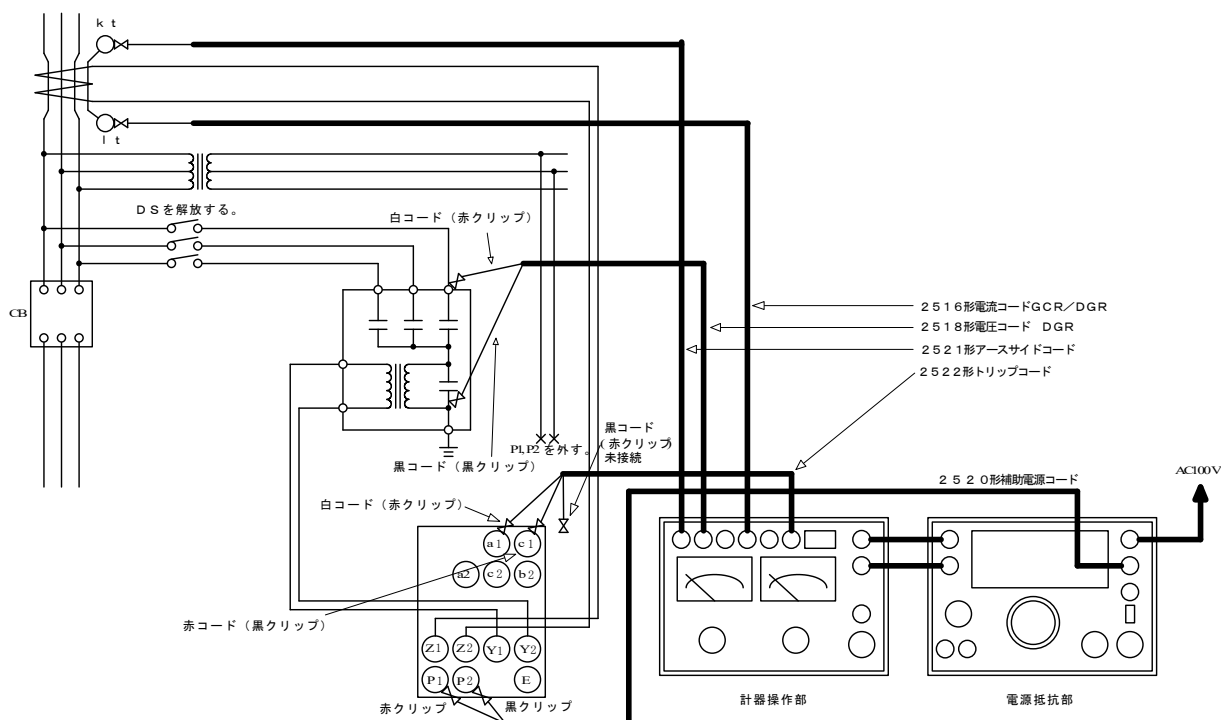 k t
l t
DSを解放する。
白コード（赤クリップ）
CB
2516形電流コードGCR／DGR
2518形電圧コード DGR
2521形アースサイドコード
2522形トリップコード
黒コード
（赤クリップ）
未接続
P1,P2を外す。
黒コード（黒クリップ）
AC100V
2520形補助電源コード
白コード（赤クリップ）
a1
c1
a2
c2
b2
赤コード（黒クリップ）
Z1
Z2
Y1
Y2
P1
P2
E
赤クリップ
黒クリップ
計器操作部
電源抵抗部